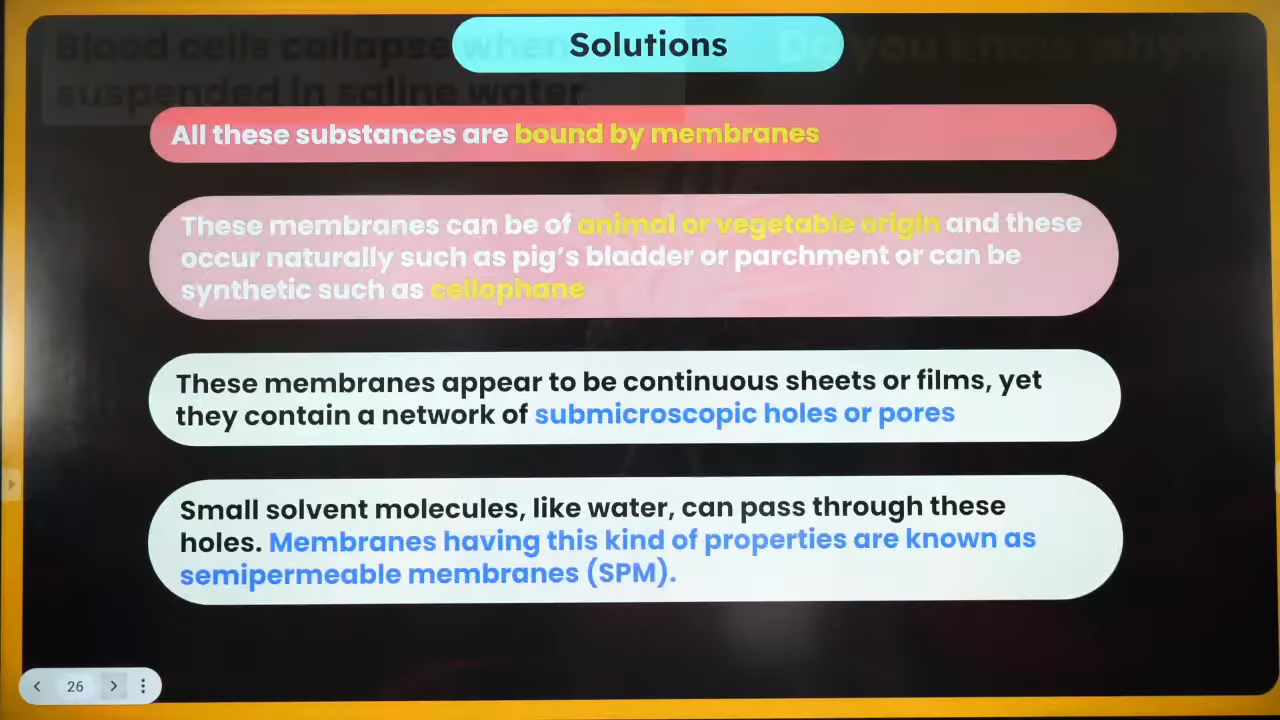 Solutions
Blood cells collapse when
suspended in saline water
Do you know why
All these substances are bound by membranes
These membranes can be of animal or vegetable origin and these
occur naturally such as pig's bladder or parchment or can be
synthetic such as cellophane
These membranes appear to be continuous sheets or films, yet
they contain a network of submicroscopic holes or pores
Small solvent molecules, like water, can pass through these
holes. Membranes having this kind of properties are known as
semipermeable membranes (SPM).
26